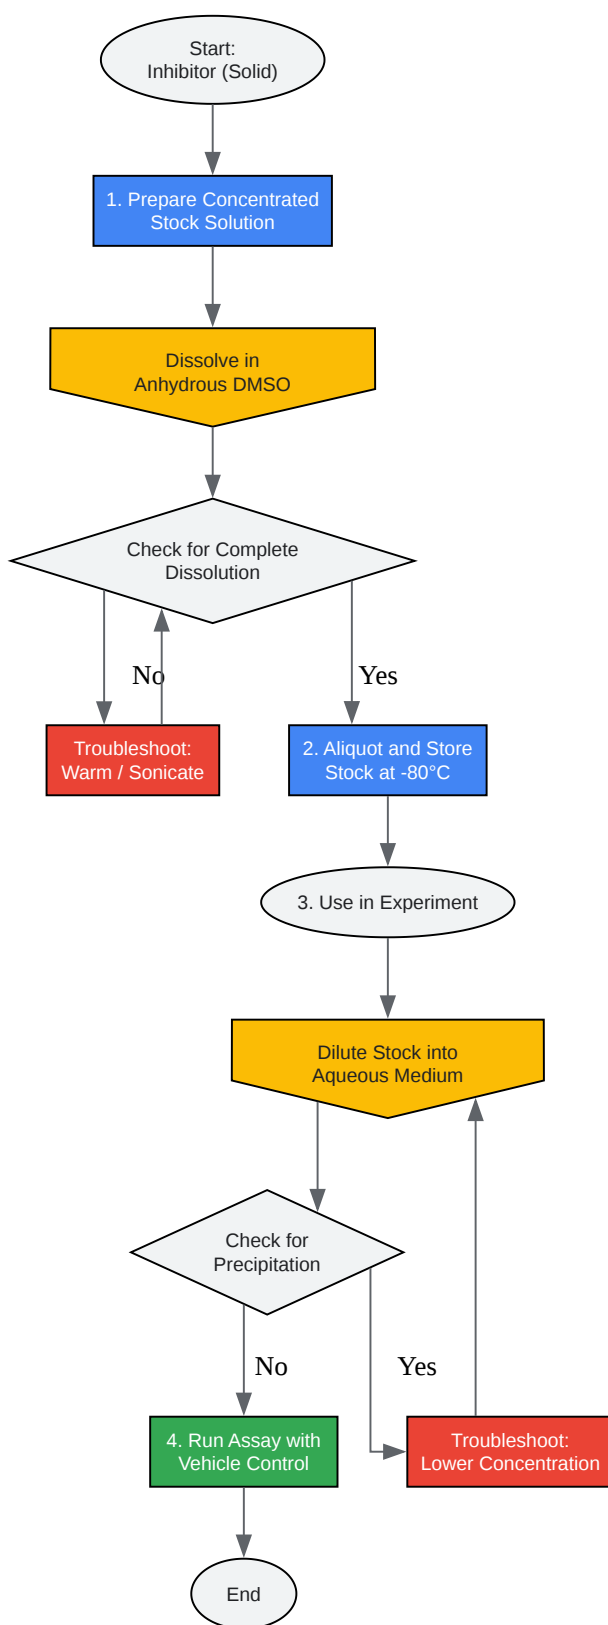 Start:
Inhibitor (Solid)
1. Prepare Concentrated
Stock Solution
Dissolve in
Anhydrous DMSO
Check for Complete
Dissolution
No
Yes
Troubleshoot:
Warm / Sonicate
2. Aliquot and Store
Stock at -80°C
3. Use in Experiment
Dilute Stock into
Aqueous Medium
Check for
Precipitation
No
Yes
4. Run Assay with
Vehicle Control
Troubleshoot:
Lower Concentration
End